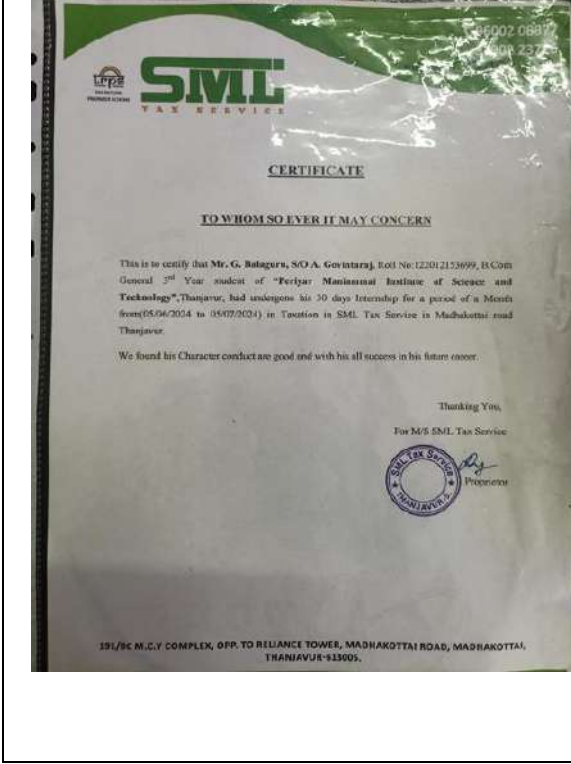 SML
TAX SERVICE
CERTIFICATE
TO WHOM SO EVER IT MAY CONCERN
This is to certify that Mr. G. Balaguru, S/O A. Govintaraj, Roll No:122012153699, B.Com
General 3rd Year student of "Periyar Maniammai Institute of Science and
Technology",Thanjavur, had undergone his 30 days Internship for a period of a Month
from(05/06/2024 to 05/07/2024) in Taxation in SML Tax Service in Madhakottai road
Thanjavur.
We found his Character conduct are good and with his all success in his future career.
Thanking You,
For M/S SML Tax Service
SML Tax Service
THANJAVUR-5.
Proprietor
191/8C M.C.Y COMPLEX, OPP. TO RELIANCE TOWER, MADHAKOTTAI ROAD, MADHAKOTTAI,
THANJAVUR-613005.